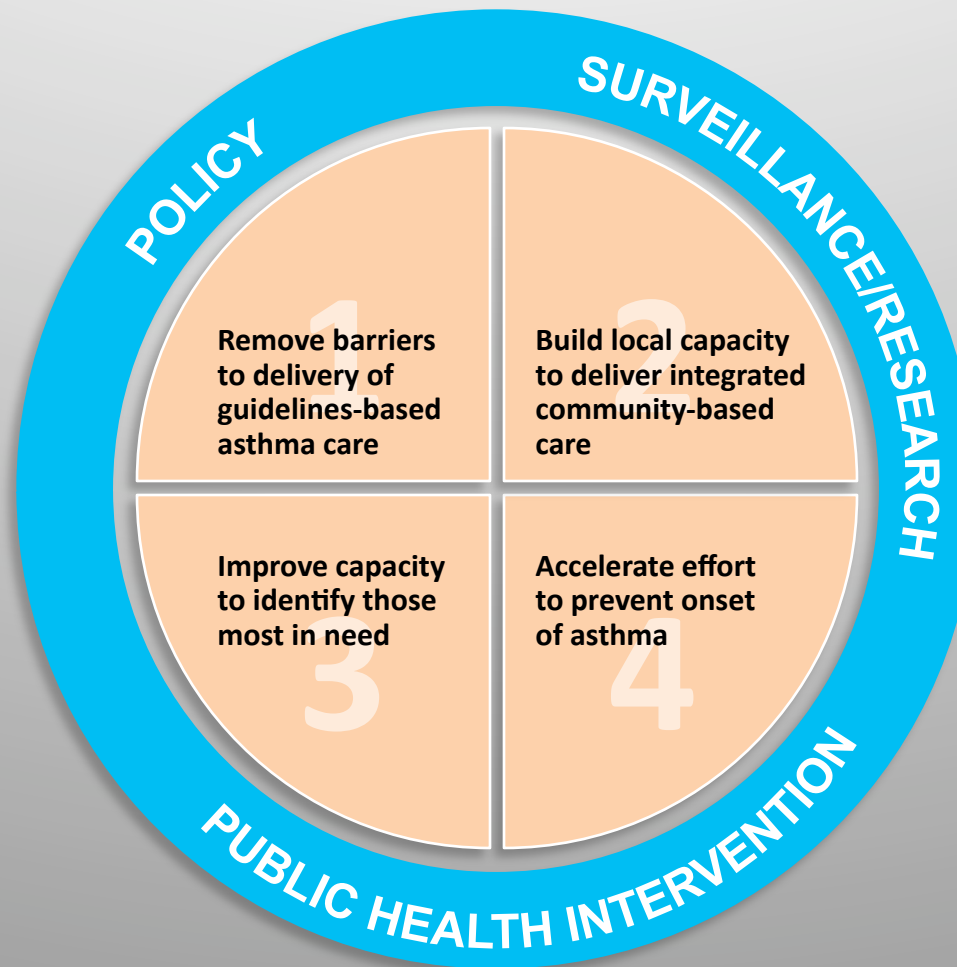 POLICY
SURVEILLANCE/RESEARCH
1
Remove barriers
to delivery of
guidelines-based
asthma care
2
Build local capacity
to deliver integrated
community-based
care
3
Improve capacity
to identify those
most in need
4
Accelerate effort
to prevent onset
of asthma
PUBLIC HEALTH INTERVENTION